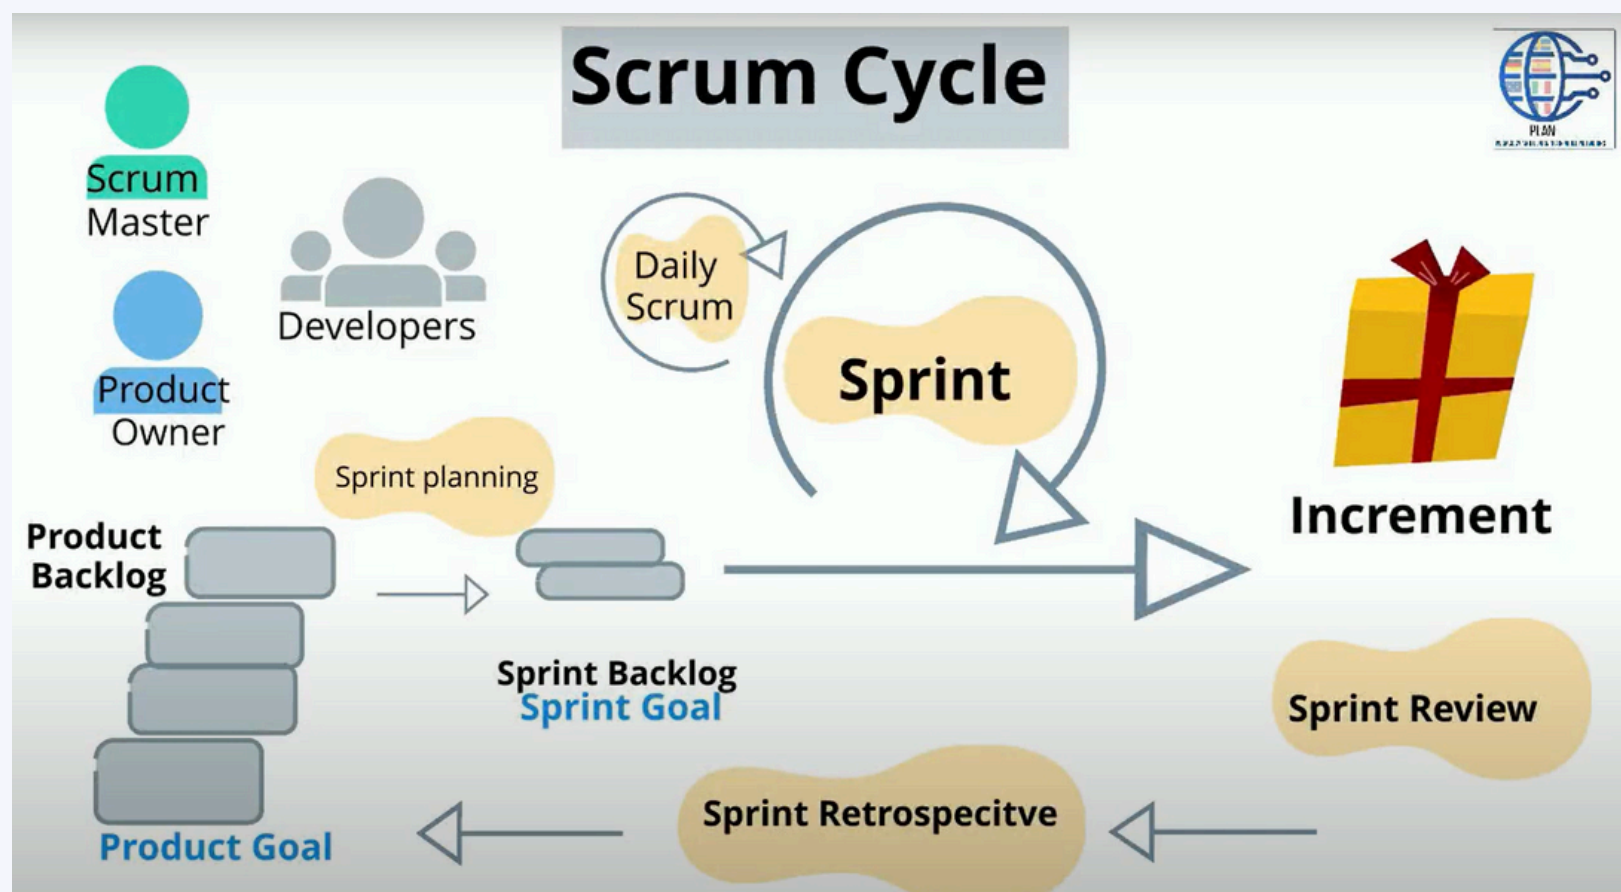 Scrum Cycle
PLAN
Scrum
Master
Developers
Product
Owner
Daily
Scrum
Sprint
Sprint planning
Product
Backlog
Increment
Sprint Backlog
Sprint Goal
Sprint Review
Sprint Retrospecitve
Product Goal